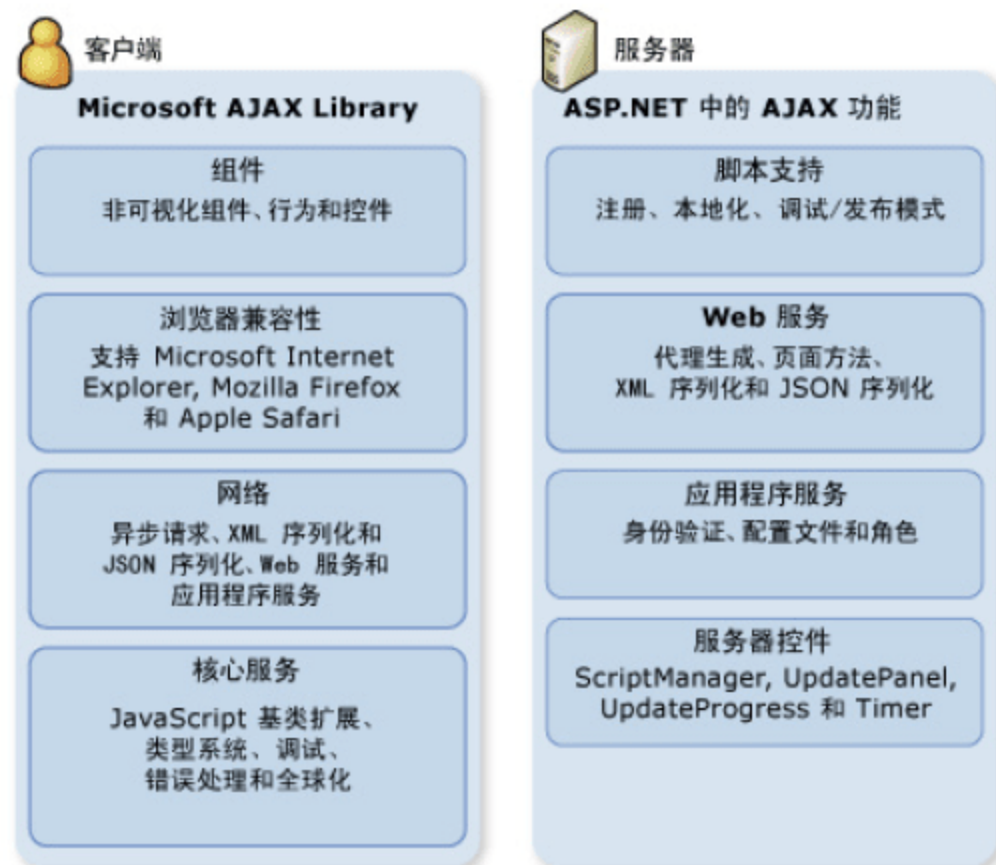 客户端
Microsoft AJAX Library
组件
非可视化组件、行为和控件
浏览器兼容性
支持 Microsoft Internet
Explorer, Mozilla Firefox
和 Apple Safari
网络
异步请求、XML 序列化和
JSON 序列化、Web 服务和
应用程序服务
核心服务
JavaScript 基类扩展、
类型系统、调试、
错误处理和全球化
服务器
ASP.NET 中的 AJAX 功能
脚本支持
注册、本地化、调试/发布模式
Web 服务
代理生成、页面方法、
XML 序列化和 JSON 序列化
应用程序服务
身份验证、配置文件和角色
服务器控件
ScriptManager, UpdatePanel,
UpdateProgress 和 Timer